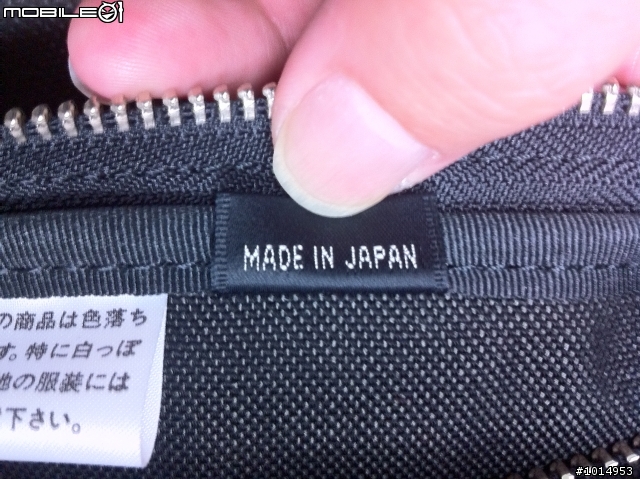 MOBILE01
MADE IN JAPAN
の商品は色落ち
す。特に白っぽ
地の服装には
下さい。
#1014953